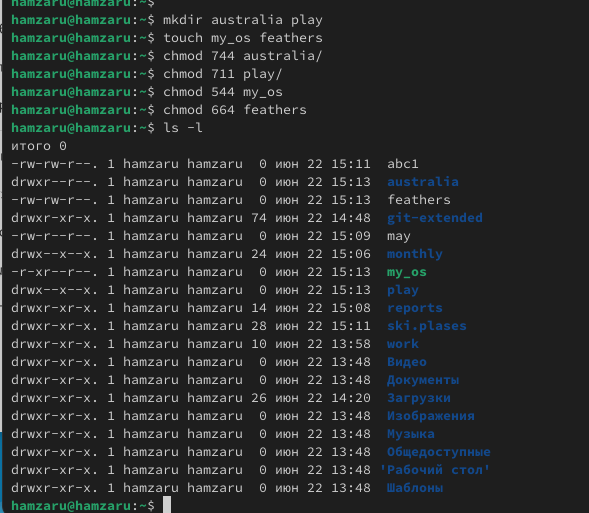 hamzaru@hamzaru:~$
hamzaru@hamzaru:~$ mkdir australia play
hamzaru@hamzaru:~$ touch my_os feathers
hamzaru@hamzaru:~$ chmod 744 australia/
hamzaru@hamzaru:~$ chmod 711 play/
hamzaru@hamzaru:~$ chmod 544 my_os
hamzaru@hamzaru:~$ chmod 664 feathers
hamzaru@hamzaru:~$ ls -l
итого 0
-rw-rw-r--. 1 hamzaru hamzaru  0 июн 22 15:11  abc1
drwxr--r--. 1 hamzaru hamzaru  0 июн 22 15:13  australia
-rw-rw-r--. 1 hamzaru hamzaru  0 июн 22 15:13  feathers
drwxr-xr-x. 1 hamzaru hamzaru 74 июн 22 14:48  git-extended
-rw-r--r--. 1 hamzaru hamzaru  0 июн 22 15:09  may
drwx--x--x. 1 hamzaru hamzaru 24 июн 22 15:06  monthly
-r-xr--r--. 1 hamzaru hamzaru  0 июн 22 15:13  my_os
drwx--x--x. 1 hamzaru hamzaru  0 июн 22 15:13  play
drwxr-xr-x. 1 hamzaru hamzaru 14 июн 22 15:08  reports
drwxr-xr-x. 1 hamzaru hamzaru 28 июн 22 15:11  ski.plases
drwxr-xr-x. 1 hamzaru hamzaru 10 июн 22 13:58  work
drwxr-xr-x. 1 hamzaru hamzaru  0 июн 22 13:48  Видео
drwxr-xr-x. 1 hamzaru hamzaru  0 июн 22 13:48  Документы
drwxr-xr-x. 1 hamzaru hamzaru 26 июн 22 14:20  Загрузки
drwxr-xr-x. 1 hamzaru hamzaru  0 июн 22 13:48  Изображения
drwxr-xr-x. 1 hamzaru hamzaru  0 июн 22 13:48  Музыка
drwxr-xr-x. 1 hamzaru hamzaru  0 июн 22 13:48  Общедоступные
drwxr-xr-x. 1 hamzaru hamzaru  0 июн 22 13:48 'Рабочий стол'
drwxr-xr-x. 1 hamzaru hamzaru  0 июн 22 13:48  Шаблоны
hamzaru@hamzaru:~$